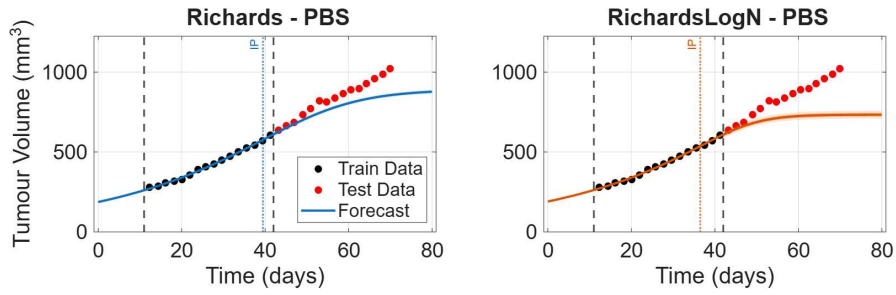 Richards - PBS
RichardsLogN - PBS
Tumour Volume (mm³)
1000
500
0
IP
Train Data
Test Data
Forecast
0
20
40
60
80
Time (days)
1000
500
0
IP
0
20
40
60
80
Time (days)